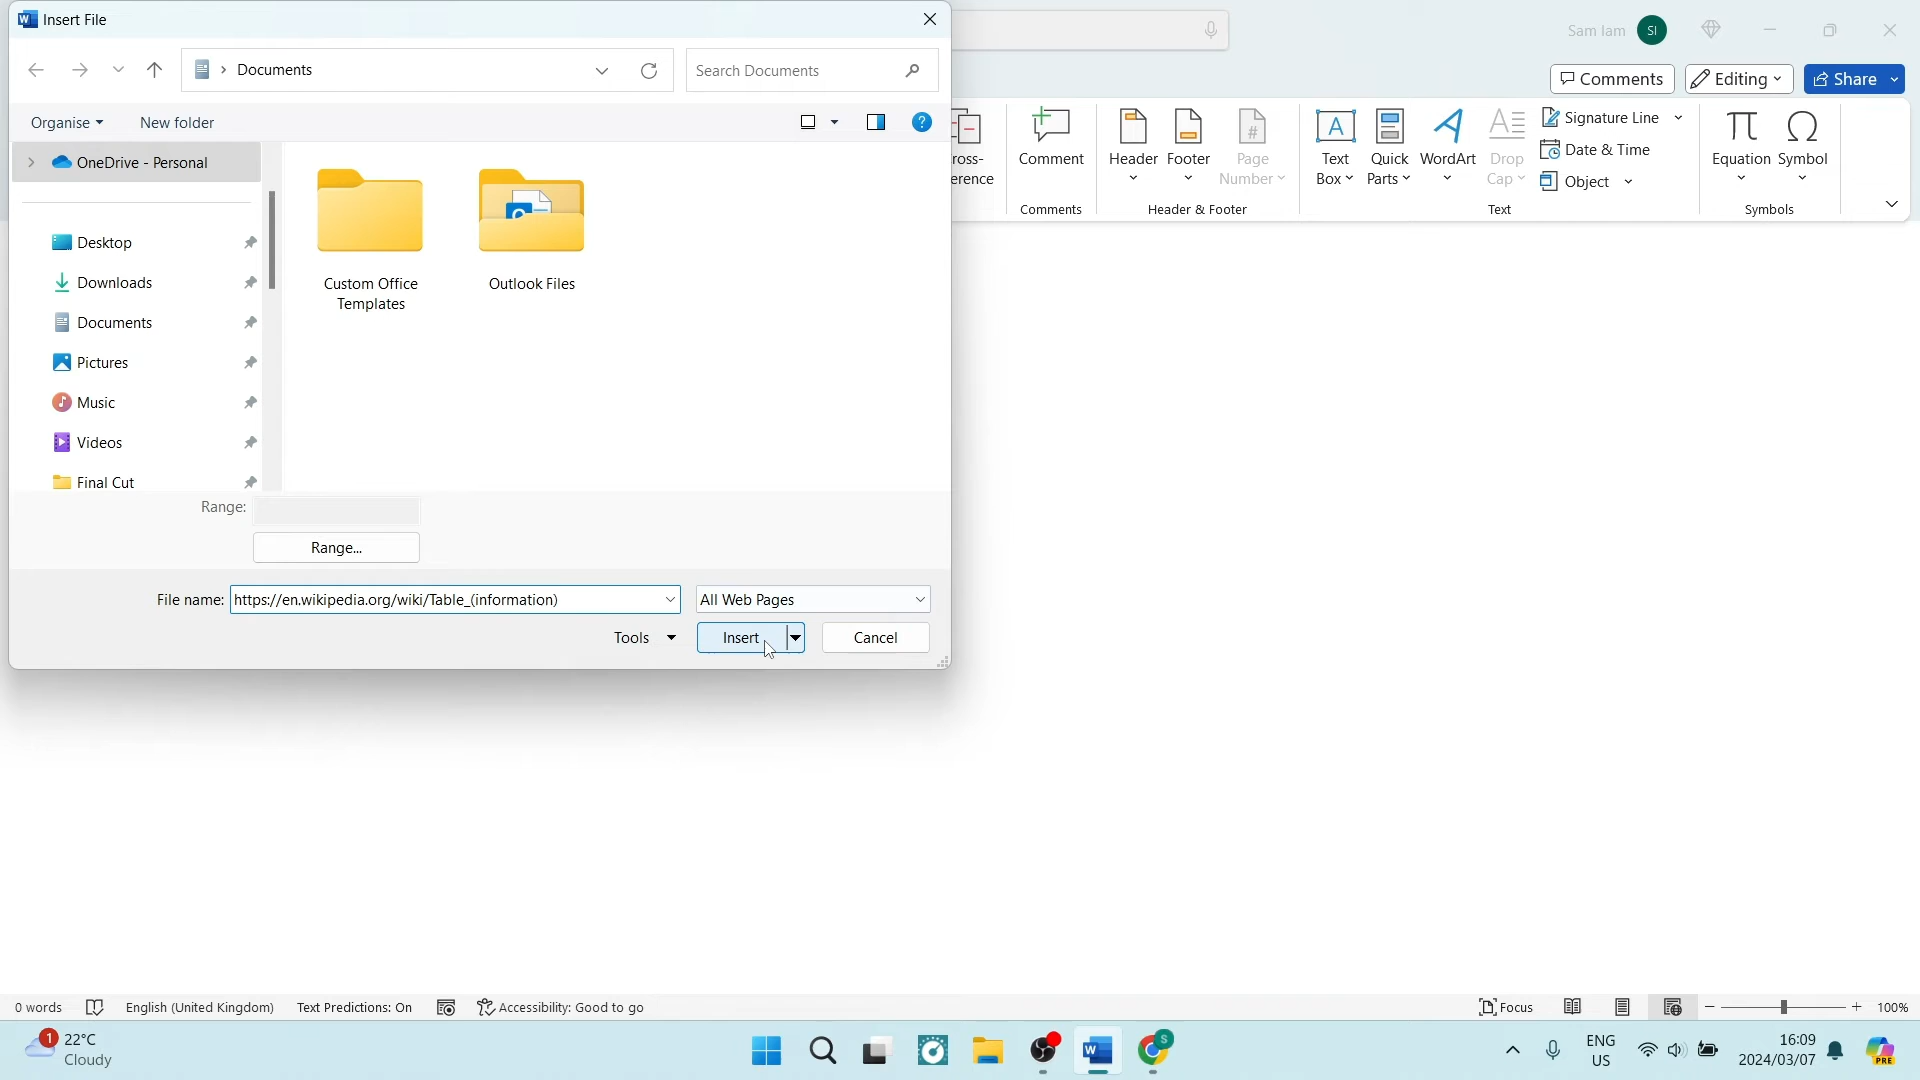 Insert File
Sam Iam
SI
Documents
Search Documents
Comments
Editing
Share
Organise
New folder
OneDrive - Personal
Desktop
Downloads
Documents
Pictures
Music
Videos
Final Cut
Custom Office
Templates
Outlook Files
Comment
Comments
Header
Footer
Page
Number
Header & Footer
Text
Box
Quick
Parts
WordArt
Drop
Cap
Signature Line
Date & Time
Object
Text
Equation
Symbol
Symbols
Range:
Range...
File name:
https://en.wikipedia.org/wiki/Table_(information)
All Web Pages
Tools
Insert
Cancel
0 words
English (United Kingdom)
Text Predictions: On
Accessibility: Good to go
Focus
100%
1
22°C
Cloudy
ENG
US
16:09
2024/03/07
PRE